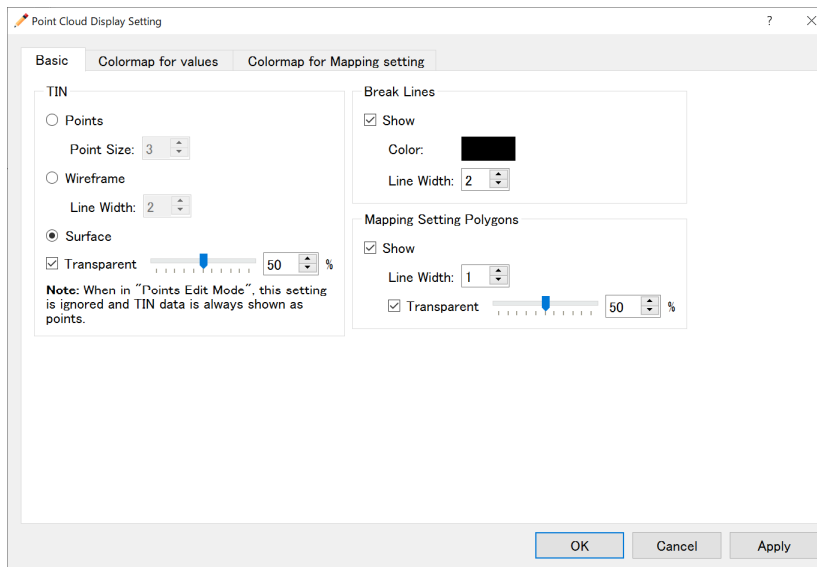 Point Cloud Display Setting
?
Basic
Colormap for values
Colormap for Mapping setting
TIN
Points
Point Size: 3
Wireframe
Line Width: 2
Surface
Transparent 50 %
Note: When in "Points Edit Mode", this setting
is ignored and TIN data is always shown as
points.
Break Lines
Show
Color:
Line Width: 2
Mapping Setting Polygons
Show
Line Width: 1
Transparent 50 %
OK
Cancel
Apply